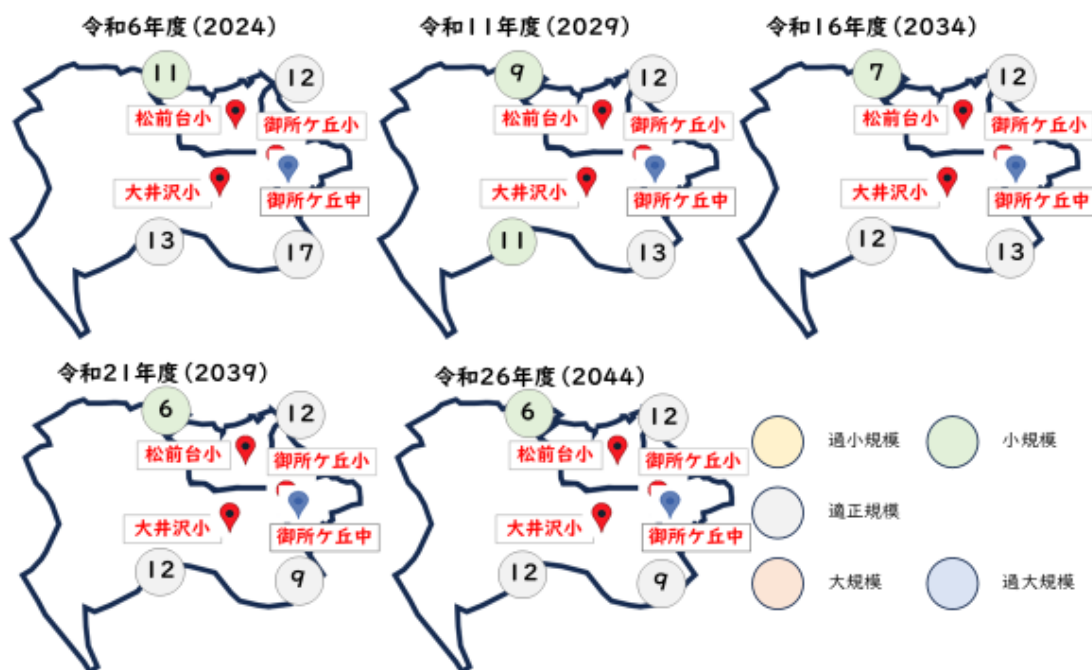 令和6年度(2024)
11
12
松前台小
御所ケ丘小
大井沢小
御所ケ丘中
13
17
令和11年度(2029)
9
12
松前台小
御所ケ丘小
大井沢小
御所ケ丘中
11
13
令和16年度(2034)
7
12
松前台小
御所ケ丘小
大井沢小
御所ケ丘中
12
13
令和21年度(2039)
6
12
松前台小
御所ケ丘小
大井沢小
御所ケ丘中
12
9
令和26年度(2044)
6
12
松前台小
御所ケ丘小
大井沢小
御所ケ丘中
12
9
過小規模
小規模
適正規模
大規模
過大規模